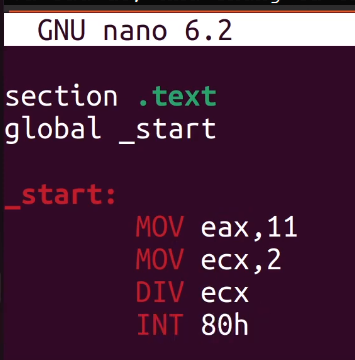 GNU nano 6.2
section .text
global _start
_start:
MOV eax,11
MOV ecx,2
DIV ecx
INT 80h